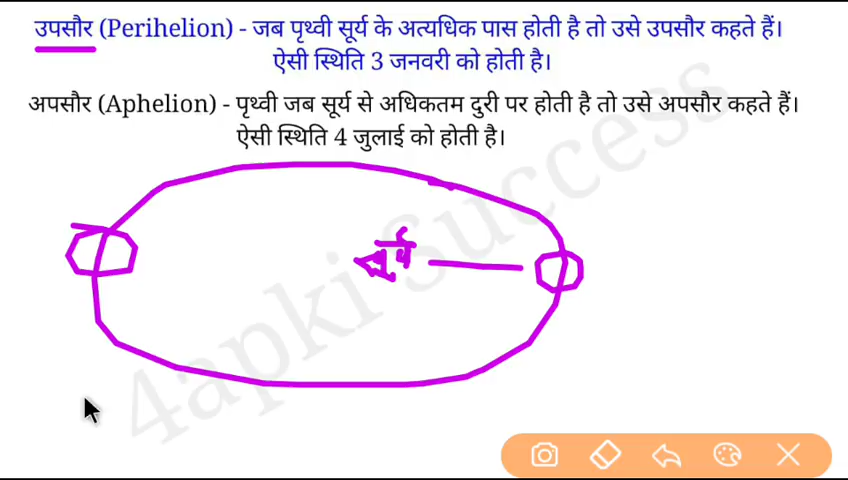 उपसौर (Perihelion) - जब पृथ्वी सूर्य के अत्यधिक पास होती है तो उसे उपसौर कहते हैं।
ऐसी स्थिति 3 जनवरी को होती है।
अपसौर (Aphelion) - पृथ्वी जब सूर्य से अधिकतम दुरी पर होती है तो उसे अपसौर कहते हैं।
ऐसी स्थिति 4 जुलाई को होती है।
सूर्य
4apki Success